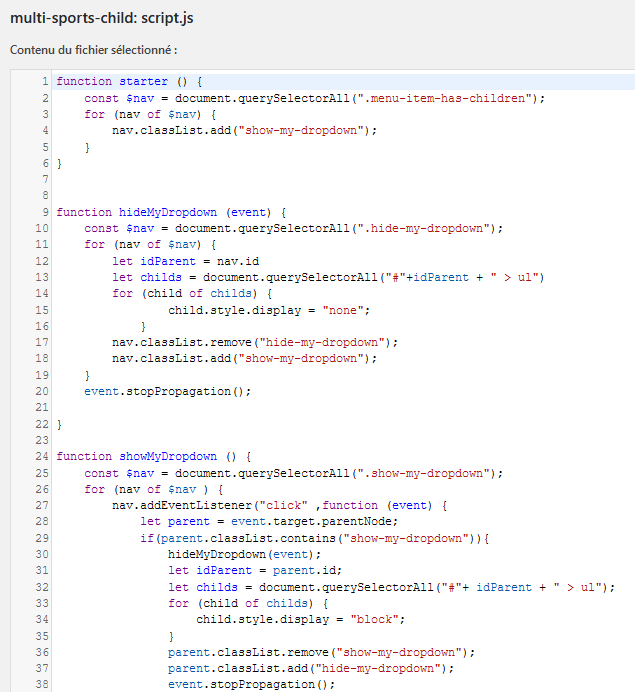 multi-sports-child: script.js
Contenu du fichier sélectionné :
1 function starter () {
2     const $nav = document.querySelectorAll(".menu-item-has-children");
3     for (nav of $nav) {
4         nav.classList.add("show-my-dropdown");
5     }
6 }
7
8
9 function hideMyDropdown (event) {
10     const $nav = document.querySelectorAll(".hide-my-dropdown");
11     for (nav of $nav) {
12         let idParent = nav.id
13         let childs = document.querySelectorAll("#"+idParent + " > ul")
14         for (child of childs) {
15                 child.style.display = "none";
16             }
17         nav.classList.remove("hide-my-dropdown");
18         nav.classList.add("show-my-dropdown");
19     }
20     event.stopPropagation();
21
22 }
23
24 function showMyDropdown () {
25     const $nav = document.querySelectorAll(".show-my-dropdown");
26     for (nav of $nav ) {
27         nav.addEventListener("click" ,function (event) {
28             let parent = event.target.parentNode;
29             if(parent.classList.contains("show-my-dropdown")){
30                 hideMyDropdown(event);
31                 let idParent = parent.id;
32                 let childs = document.querySelectorAll("#"+ idParent + " > ul");
33                 for (child of childs) {
34                     child.style.display = "block";
35                 }
36                 parent.classList.remove("show-my-dropdown");
37                 parent.classList.add("hide-my-dropdown");
38                 event.stopPropagation();